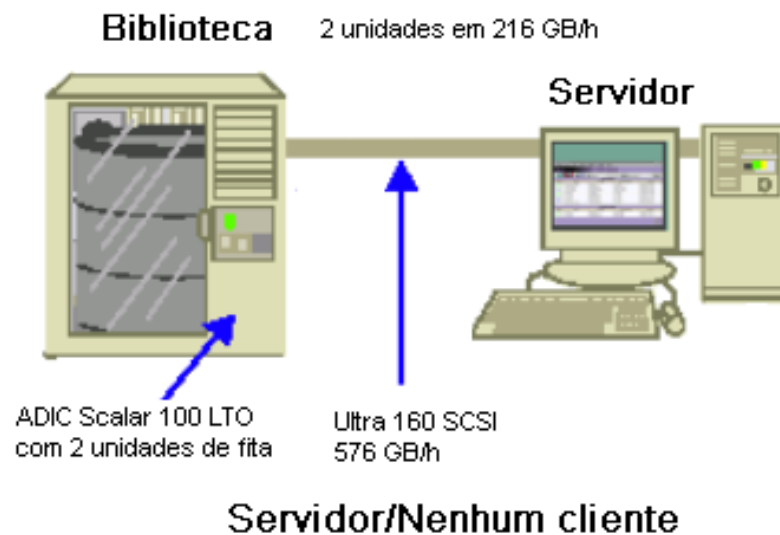 Biblioteca 2 unidades em 216 GB/h
Servidor
ADIC Scalar 100 LTO
com 2 unidades de fita
Ultra 160 SCSI
576 GB/h
Servidor/Nenhum cliente